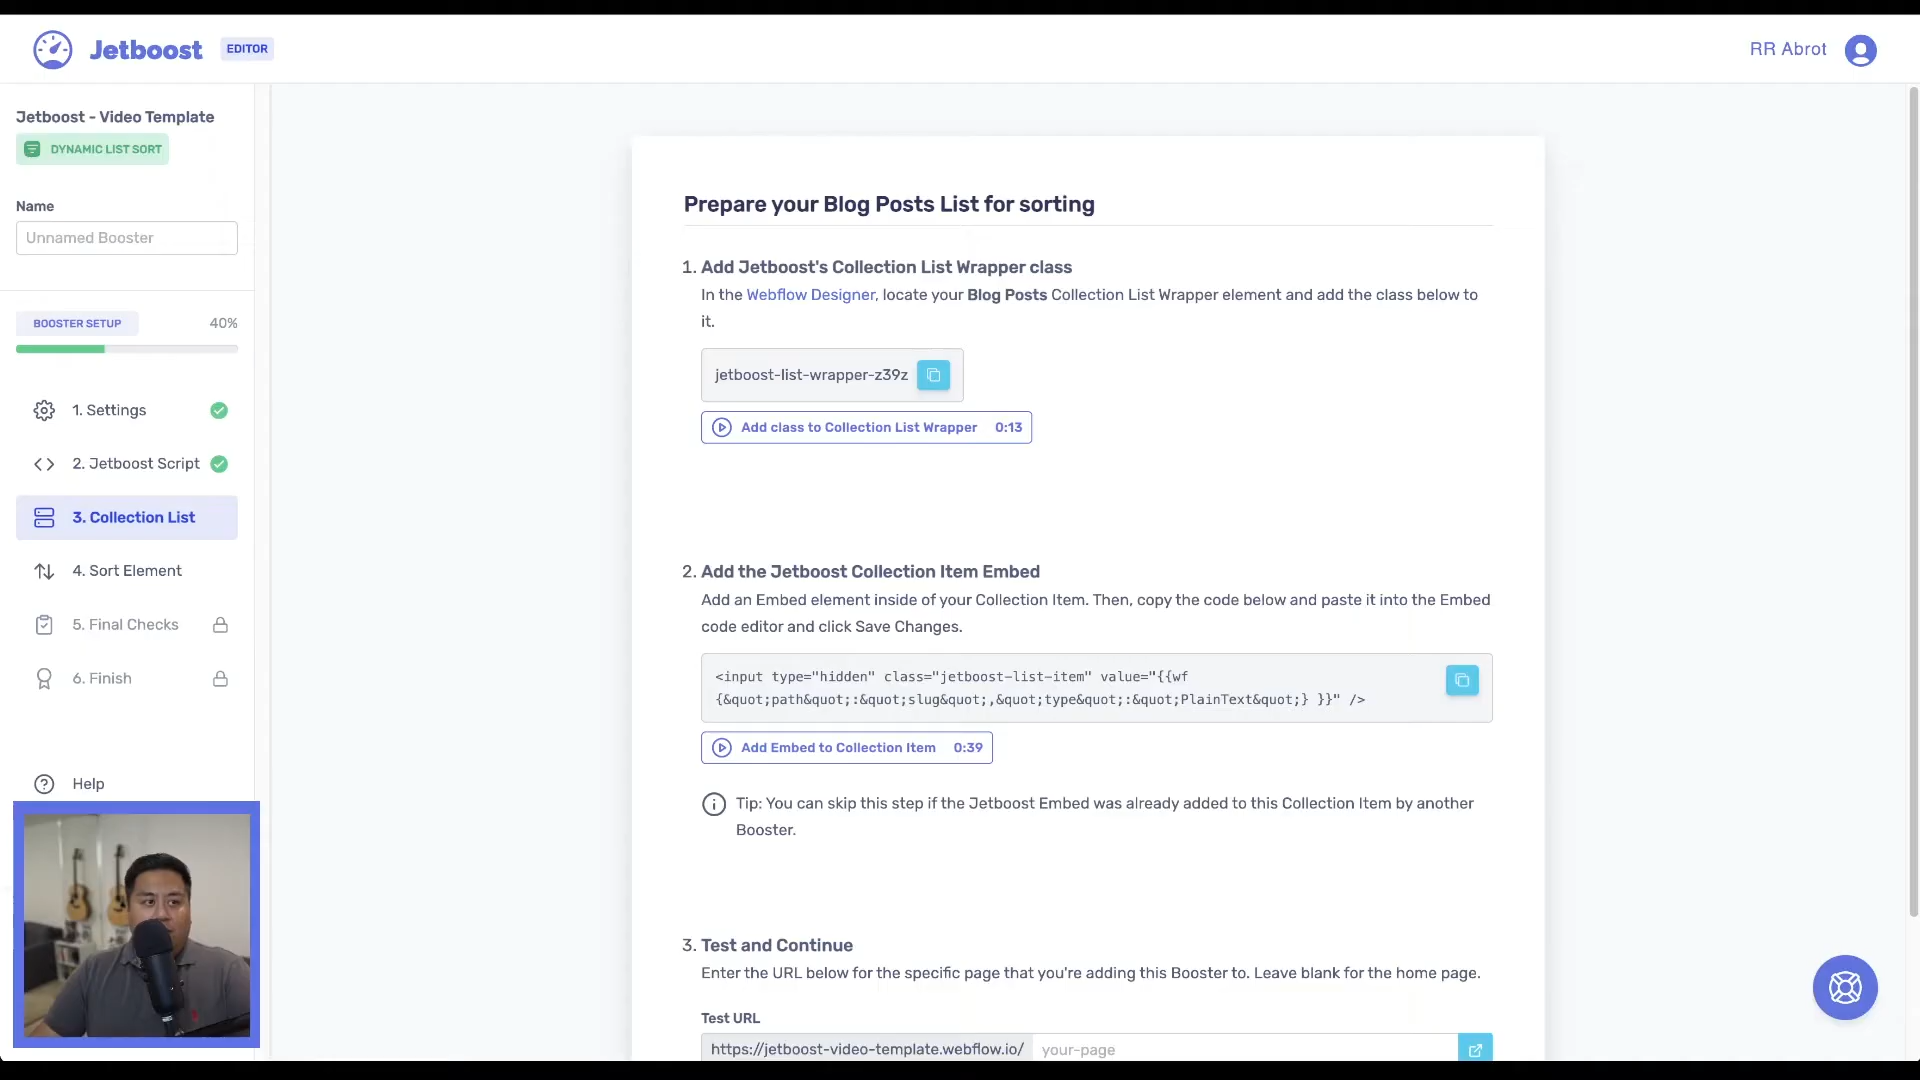 Jetboost EDITOR
RR Abrot
Jetboost - Video Template
DYNAMIC LIST SORT
Name
Unnamed Booster
BOOSTER SETUP 40%
1. Settings
2. Jetboost Script
3. Collection List
4. Sort Element
5. Final Checks
6. Finish
Help
Prepare your Blog Posts List for sorting
1. Add Jetboost's Collection List Wrapper class
In the Webflow Designer, locate your Blog Posts Collection List Wrapper element and add the class below to
it.
jetboost-list-wrapper-z39z
Add class to Collection List Wrapper 0:13
2. Add the Jetboost Collection Item Embed
Add an Embed element inside of your Collection Item. Then, copy the code below and paste it into the Embed
code editor and click Save Changes.
<input type="hidden" class="jetboost-list-item" value="{{wf
{&quot;path&quot;:&quot;slug&quot;,&quot;type&quot;:&quot;PlainText&quot;} }}" />
Add Embed to Collection Item 0:39
Tip: You can skip this step if the Jetboost Embed was already added to this Collection Item by another
Booster.
3. Test and Continue
Enter the URL below for the specific page that you're adding this Booster to. Leave blank for the home page.
Test URL
https://jetboost-video-template.webflow.io/ your-page